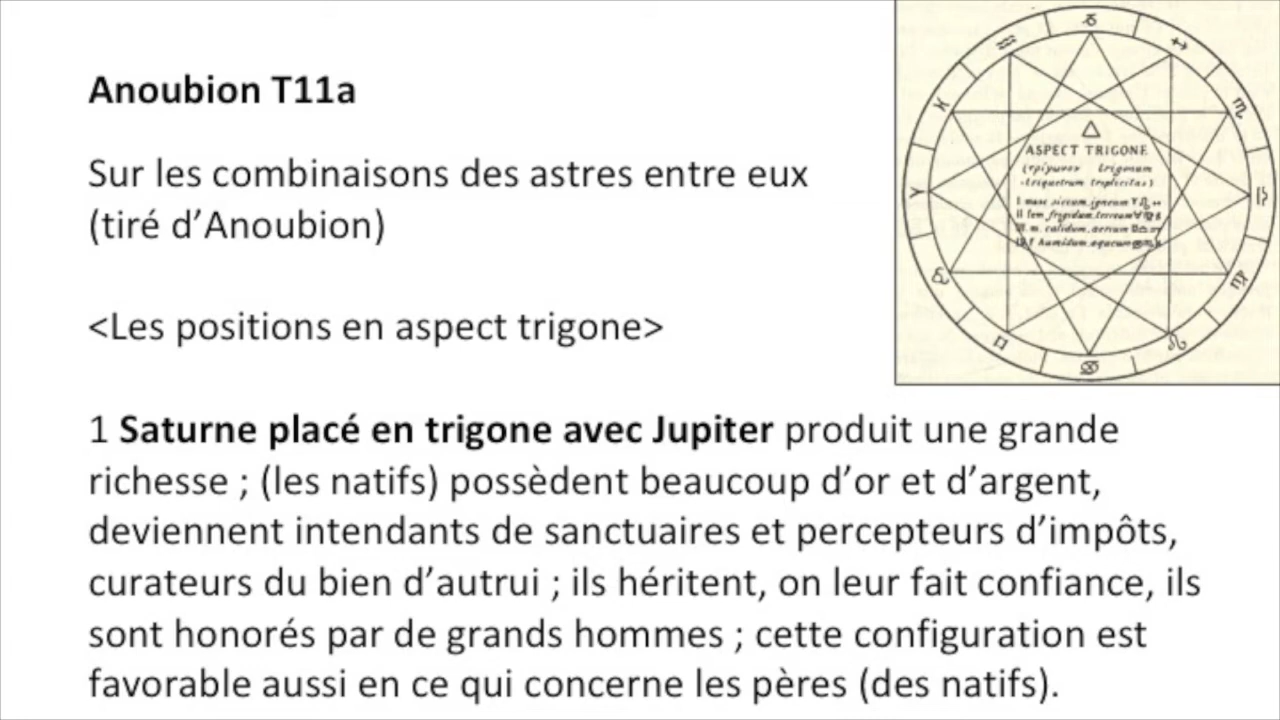 Anoubion T11a
Sur les combinaisons des astres entre eux
(tiré d’Anoubion)
<Les positions en aspect trigone>
1 Saturne placé en trigone avec Jupiter produit une grande
richesse ; (les natifs) possèdent beaucoup d’or et d’argent,
deviennent intendants de sanctuaires et percepteurs d’impôts,
curateurs du bien d’autrui ; ils héritent, on leur fait confiance, ils
sont honorés par de grands hommes ; cette configuration est
favorable aussi en ce qui concerne les pères (des natifs).
ASPECT TRIGONE